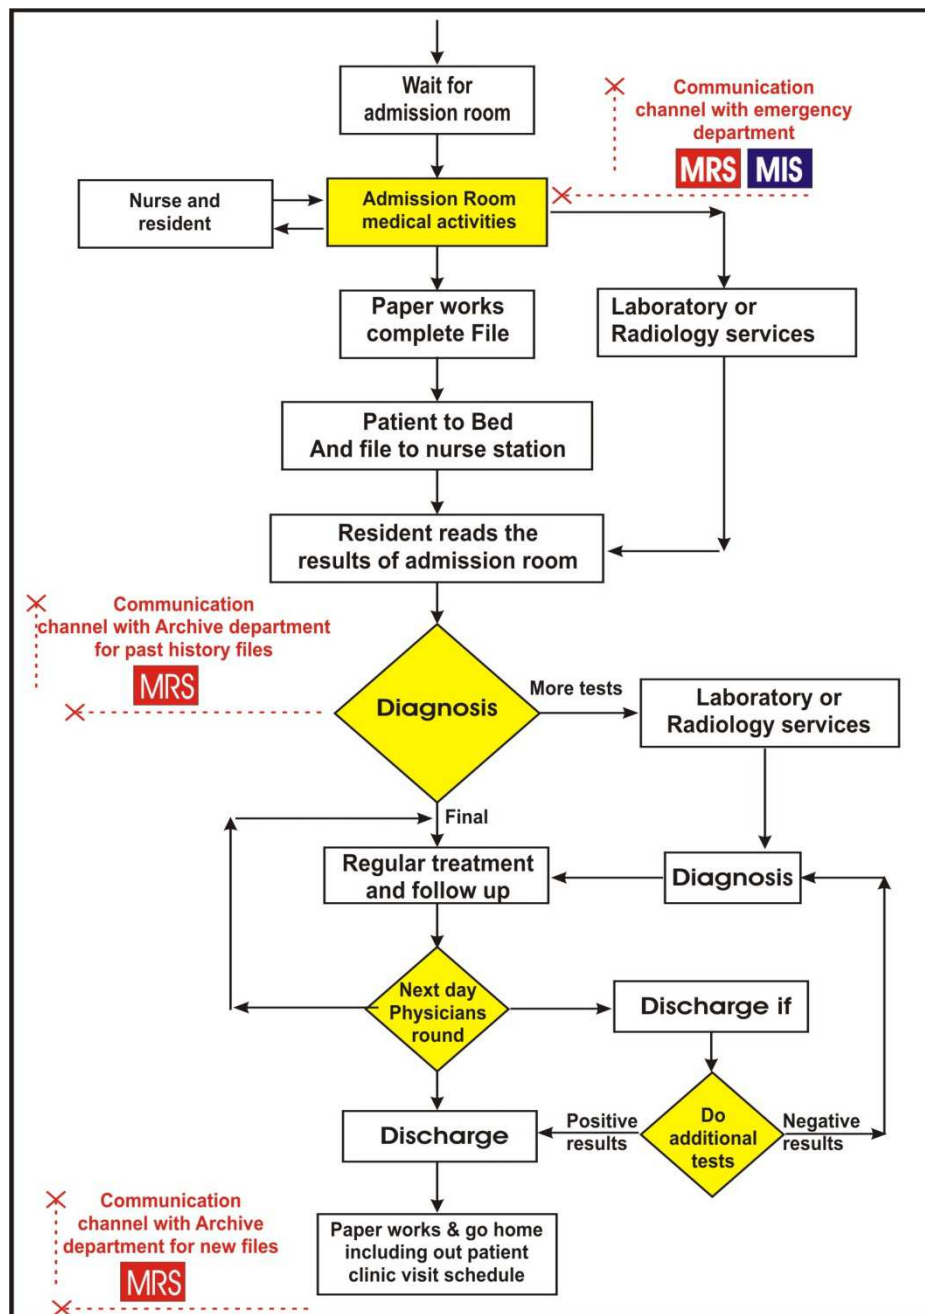 Wait for
admission room
Communication
channel with emergency
department
MRS MIS
Nurse and
resident
Admission Room
medical activities
Paper works
complete File
Laboratory or
Radiology services
Patient to Bed
And file to nurse station
Resident reads the
results of admission room
Communication
channel with Archive department
for past history files
MRS
Diagnosis
More tests
Laboratory or
Radiology services
Final
Regular treatment
and follow up
Diagnosis
Next day
Physicians
round
Discharge if
Discharge
Positive
results
Do
additional
tests
Negative
results
Communication
channel with Archive
department for new files
MRS
Paper works & go home
including out patient
clinic visit schedule